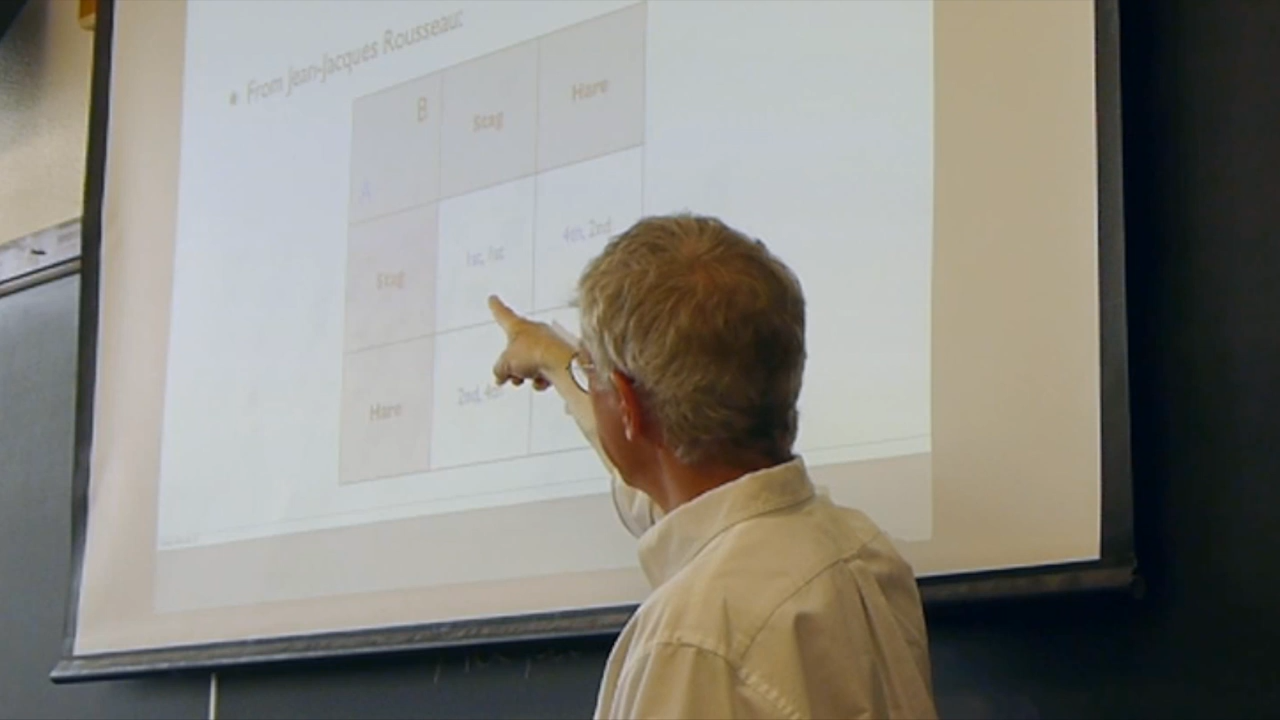 • From Jean-Jacques Rousseau:
B Stag Hare
A
Stag 1st, 1st 4th, 2nd
Hare 2nd, 4th